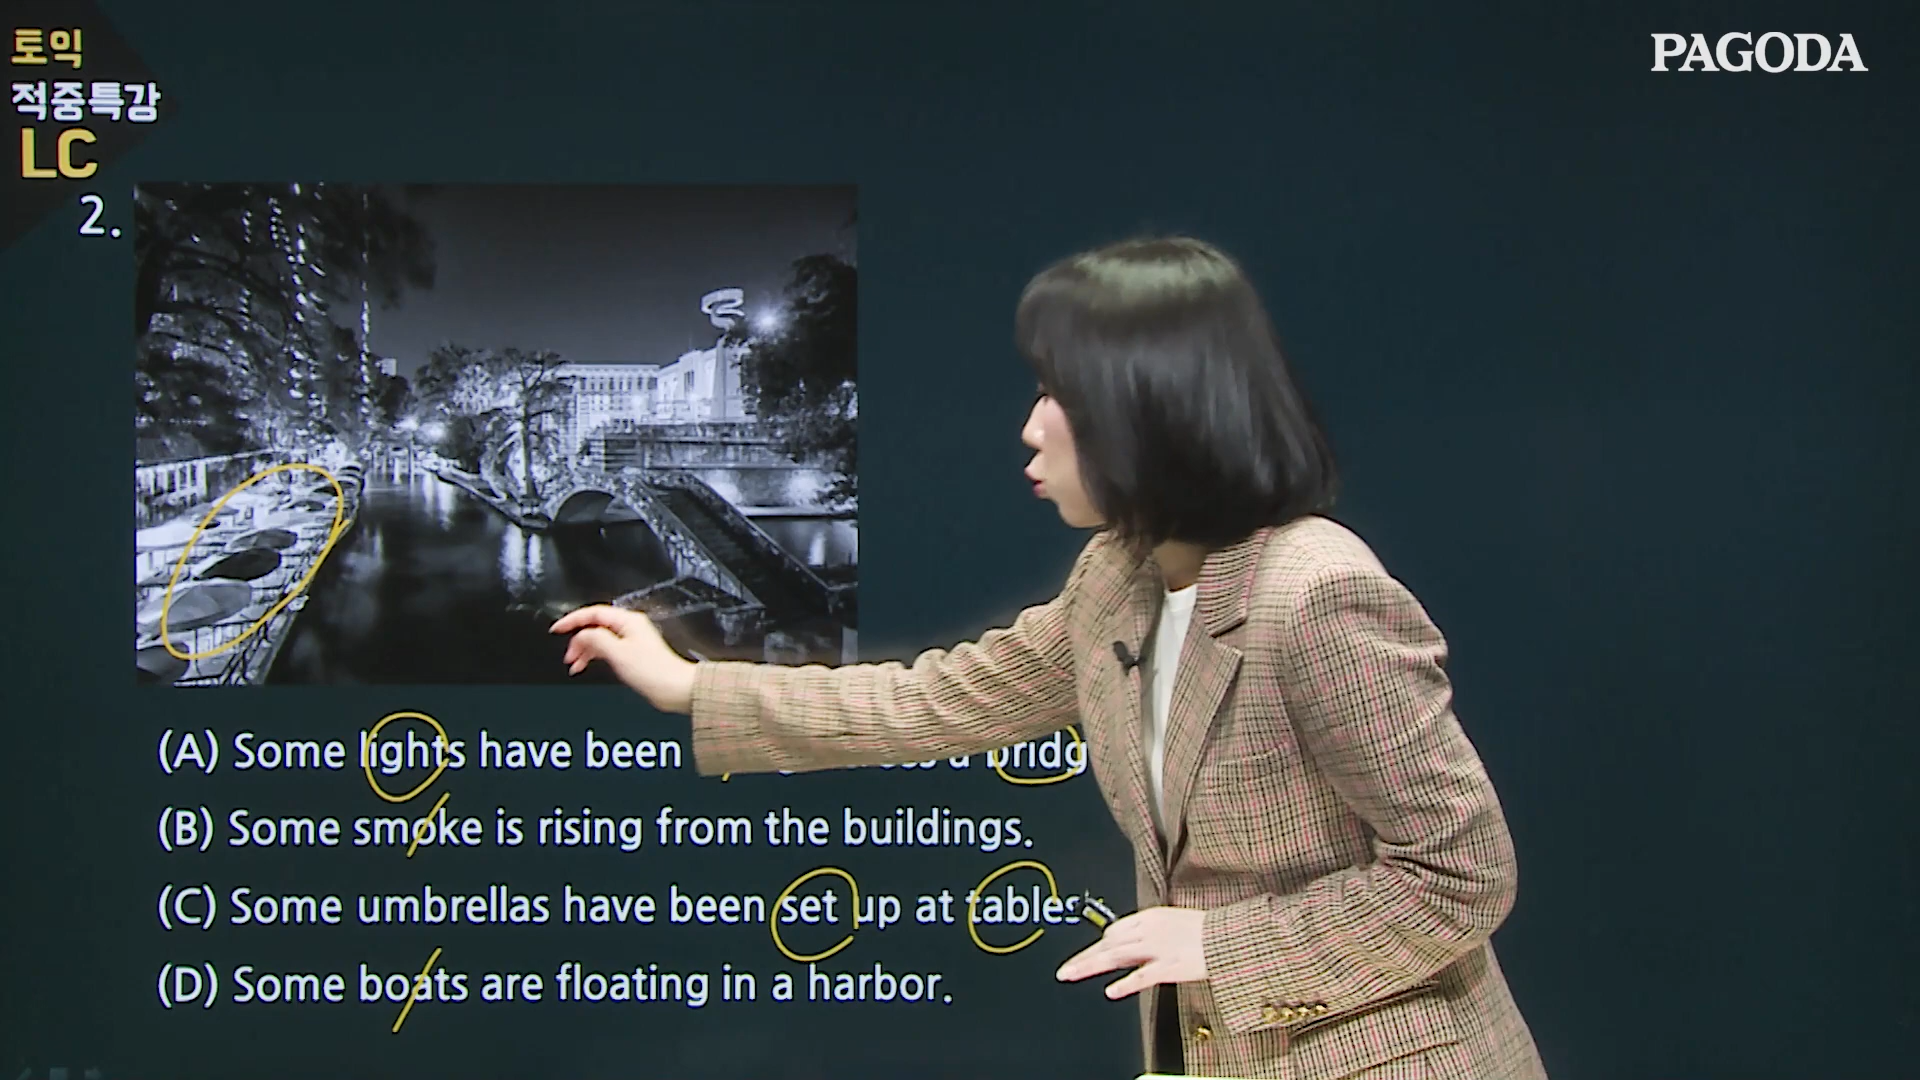 토익
적중특강
LC
PAGODA
2.
(A) Some lights have been a
(B) Some smoke is rising from the buildings.
(C) Some umbrellas have been set up at tables
(D) Some boats are floating in a harbor.